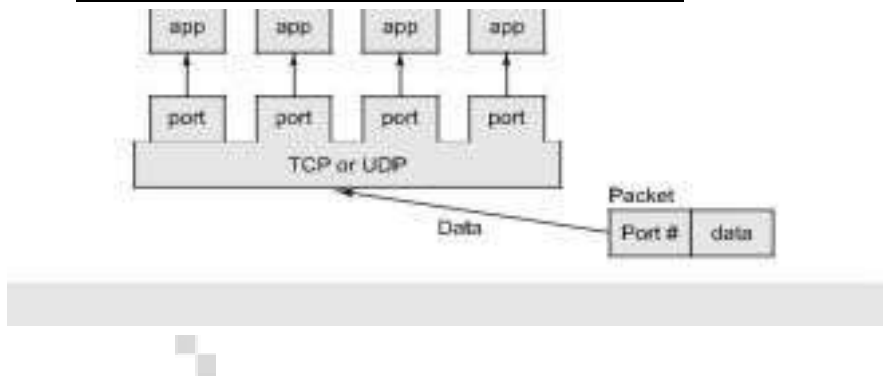 app app app app
port port port port
TCP or UDP
Packet
Data
Port # data